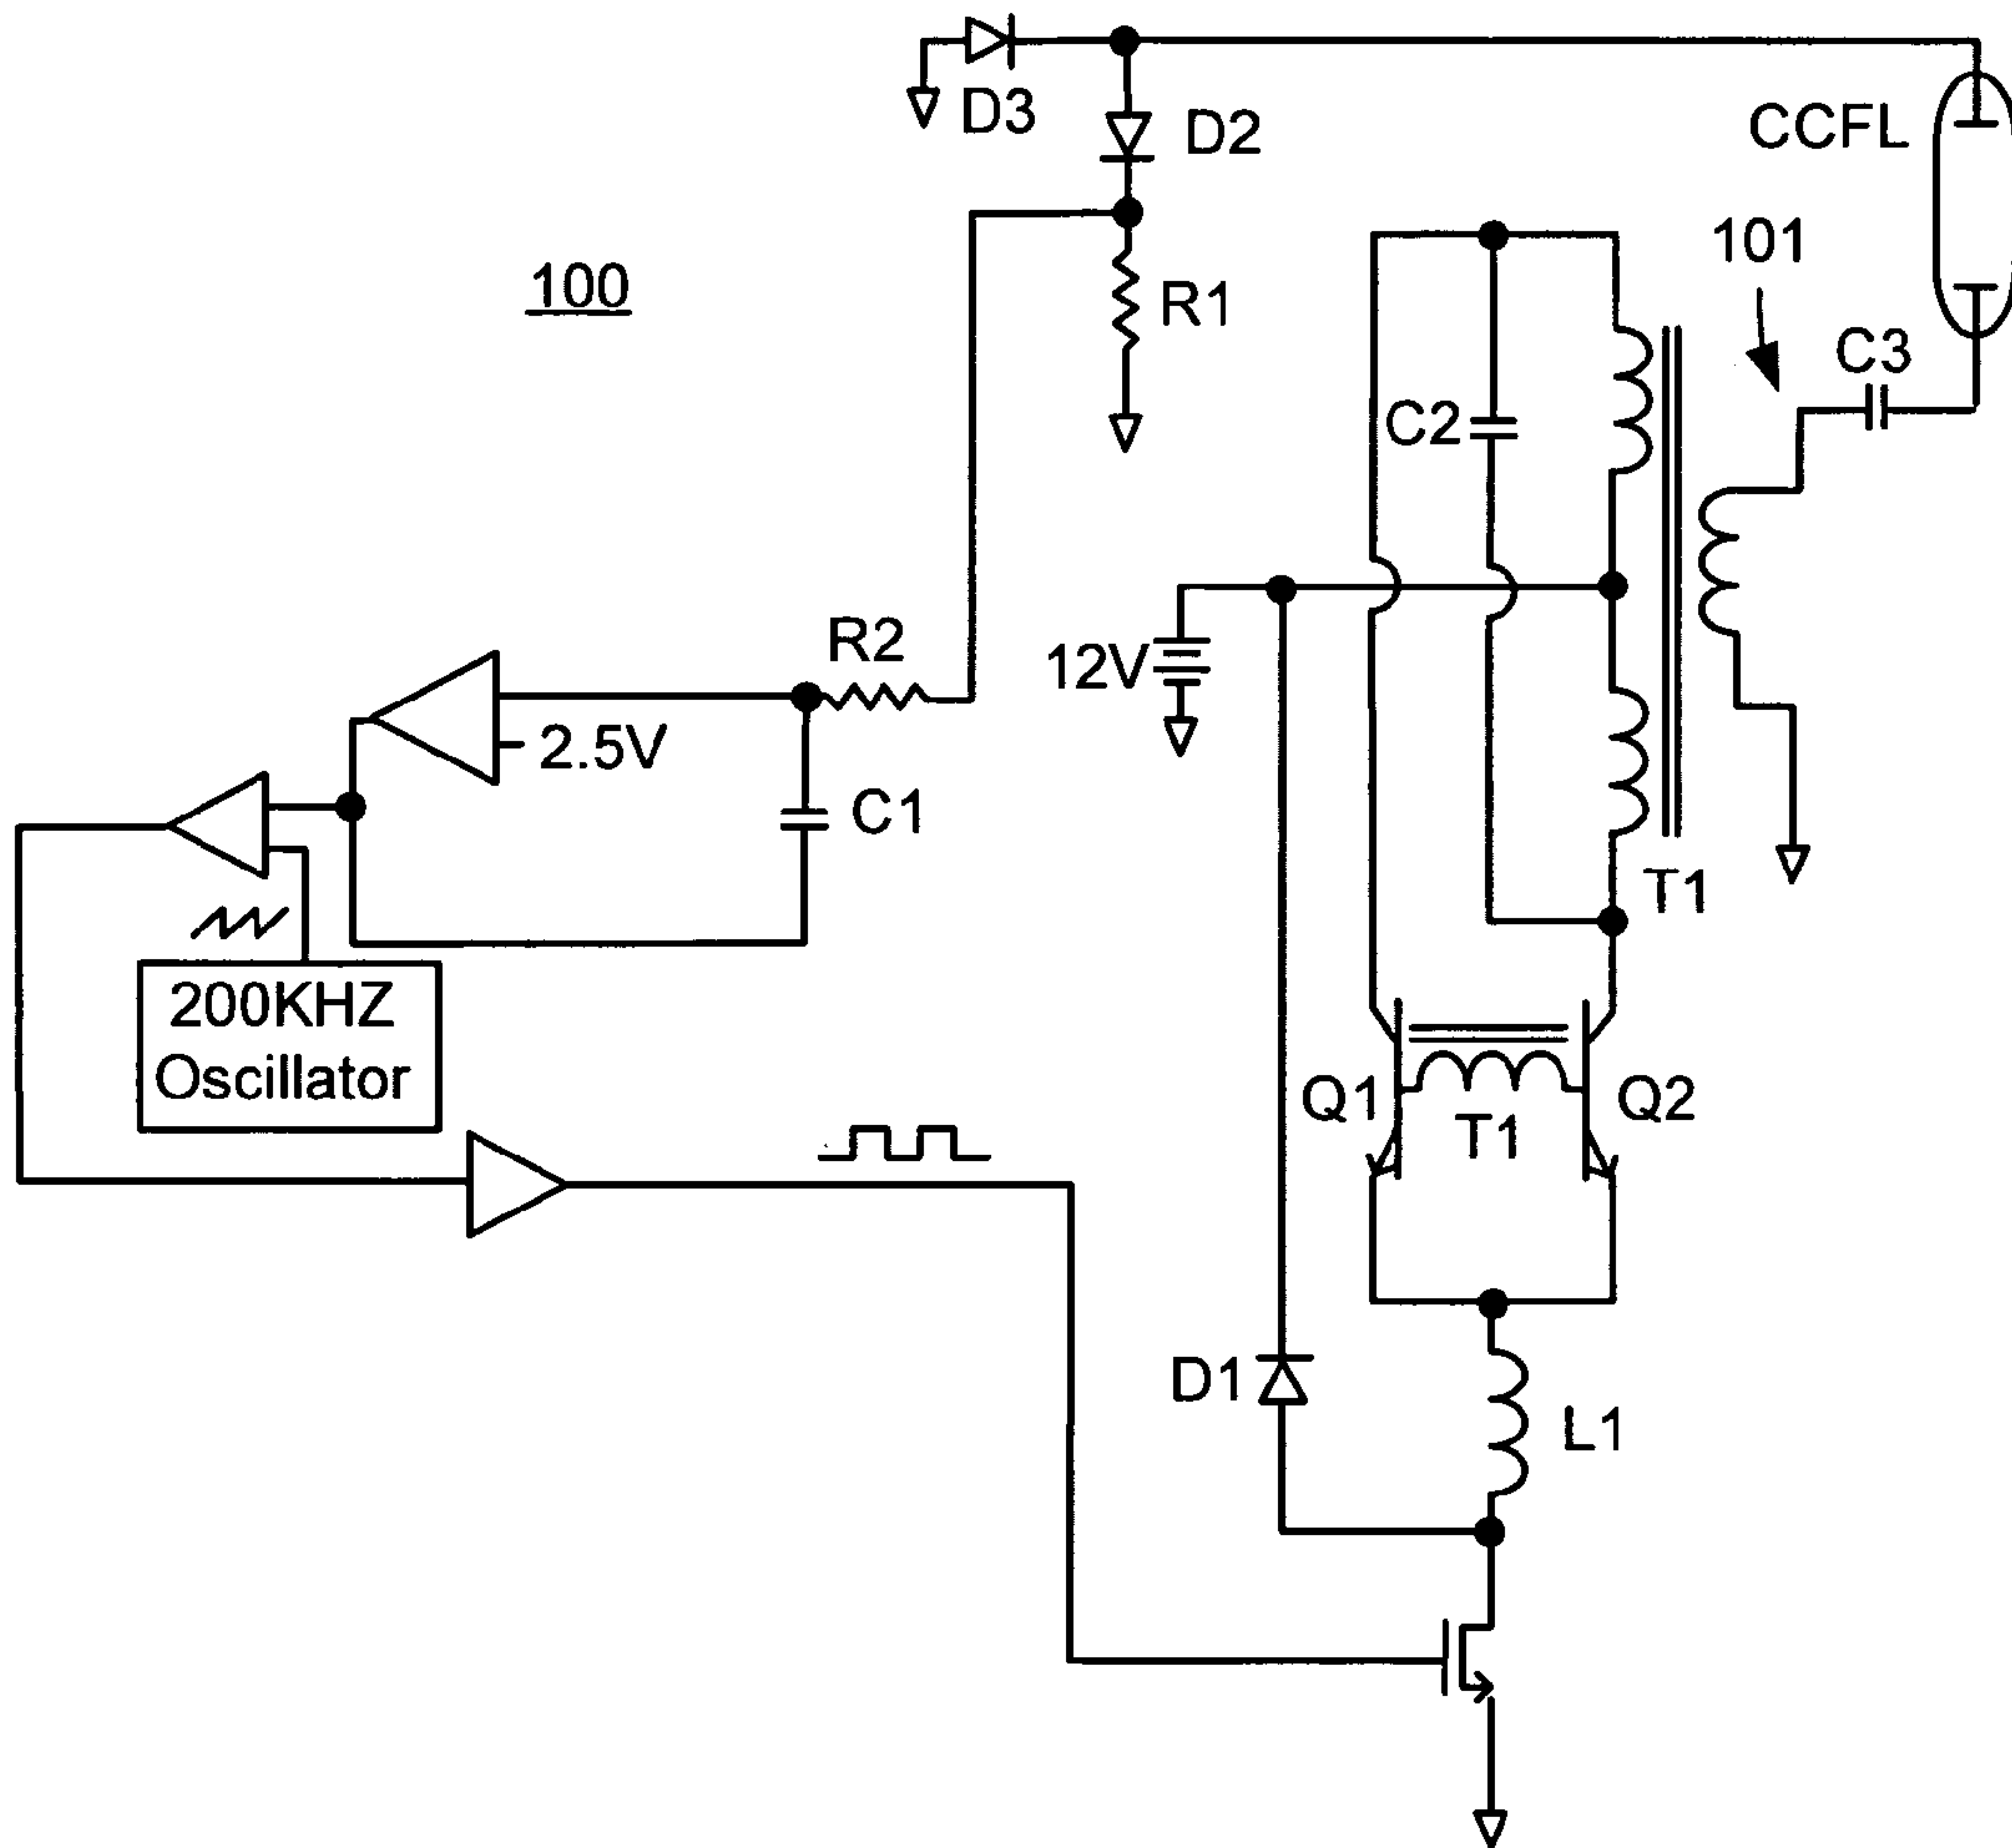 D3
D2
CCFL
100
R1
101
C3
C2
R2
12V
2.5V
C1
T1
200KHZ
Oscillator
Q1
T1
Q2
D1
L1